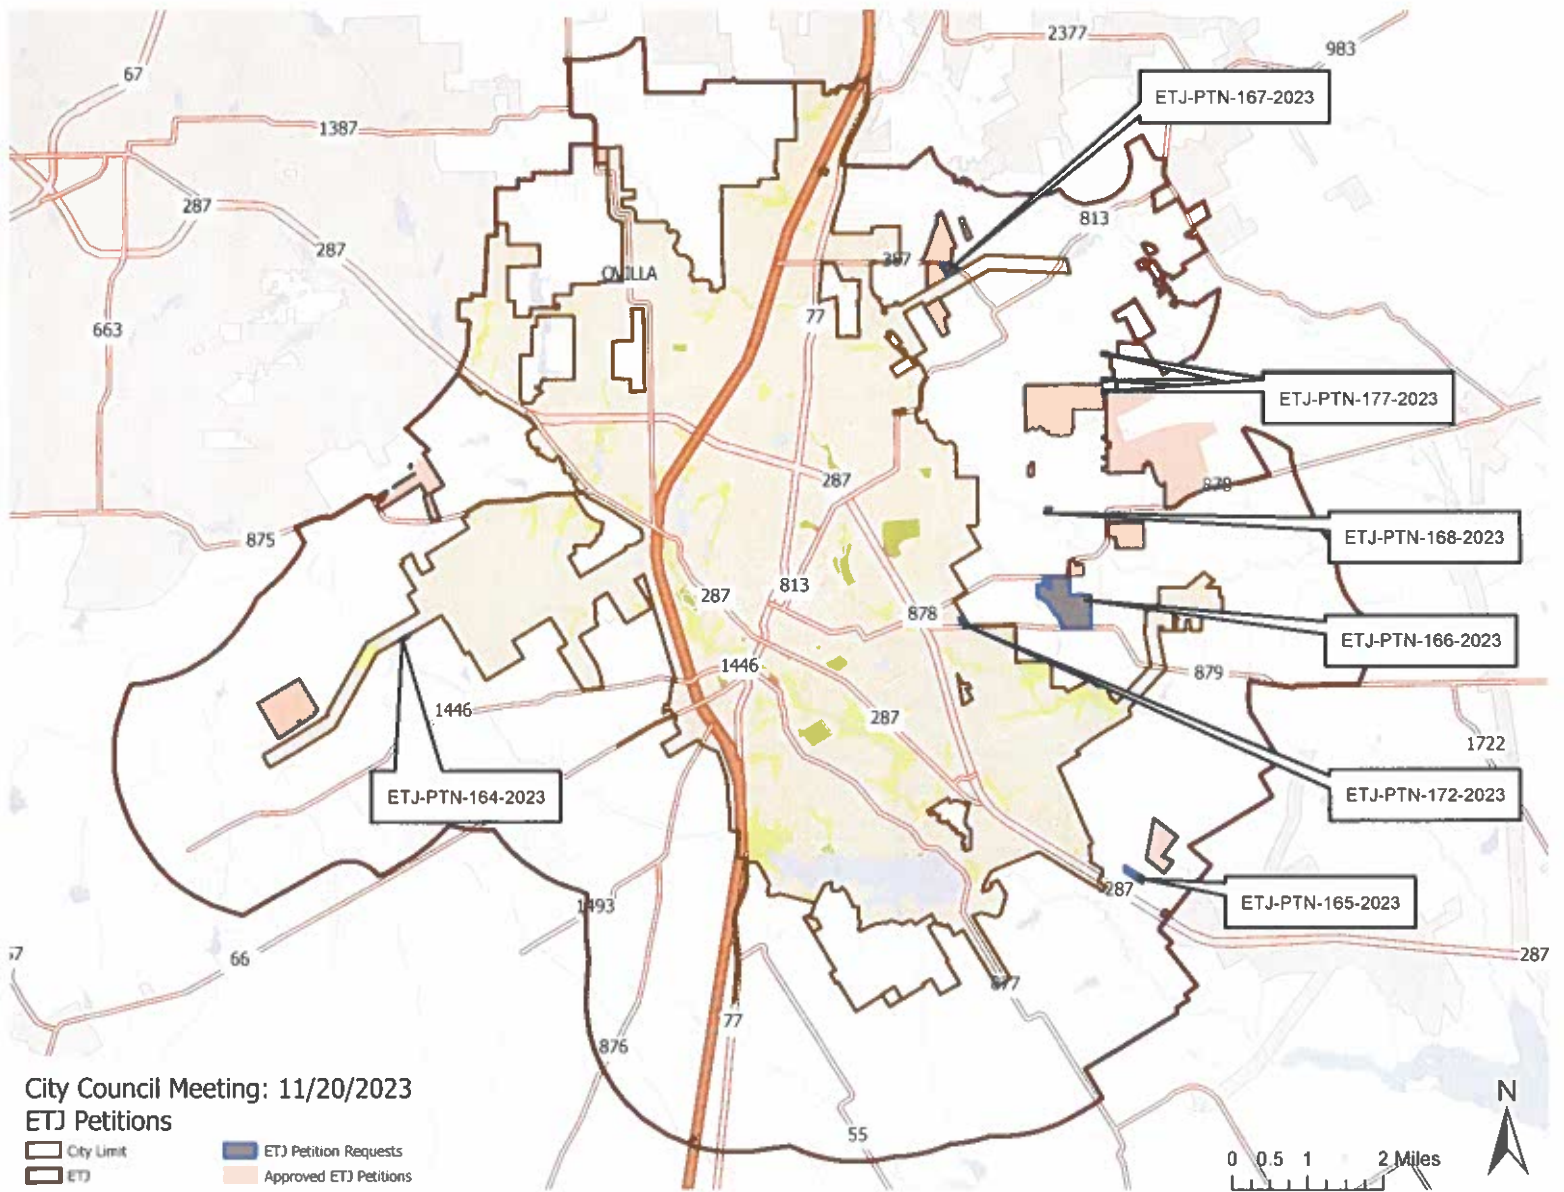 2377
983
67
ETJ-PTN-167-2023
1387
287
813
287
387
OVILLA
77
663
ETJ-PTN-177-2023
287
878
875
ETJ-PTN-168-2023
813
287
878
ETJ-PTN-166-2023
1446
879
1446
287
1722
ETJ-PTN-164-2023
ETJ-PTN-172-2023
287
ETJ-PTN-165-2023
1493
66
287
877
77
876
55
City Council Meeting: 11/20/2023
ETJ Petitions
City Limit
ETJ Petition Requests
ETJ
Approved ETJ Petitions
N
0 0.5 1 2 Miles